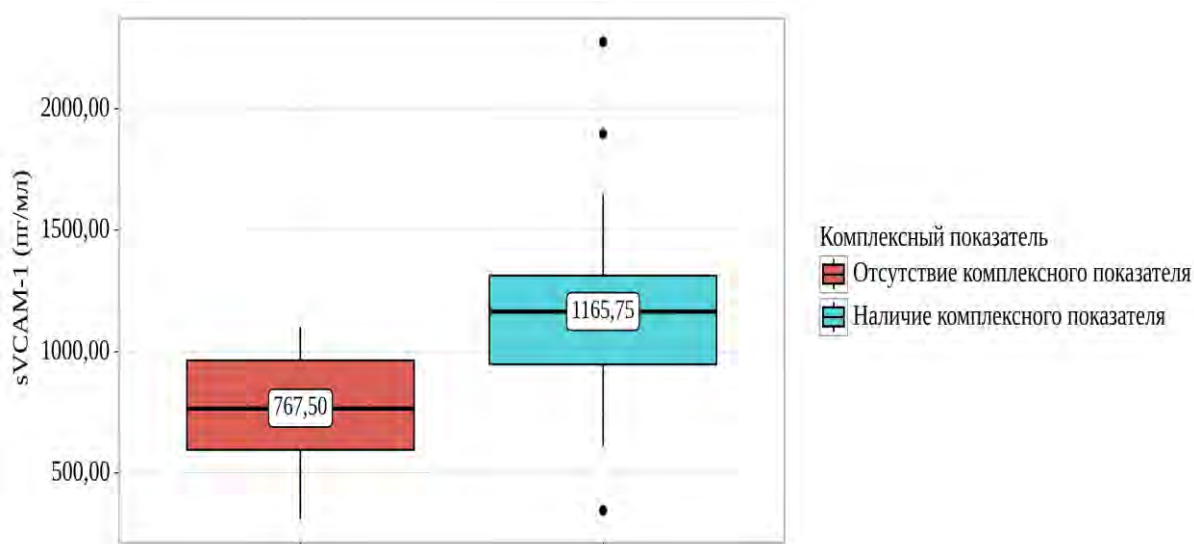 sVCAM-1 (пг/мл)
2000,00
1500,00
1000,00
500,00
767,50
1165,75
Комплексный показатель
Отсутствие комплексного показателя
Наличие комплексного показателя